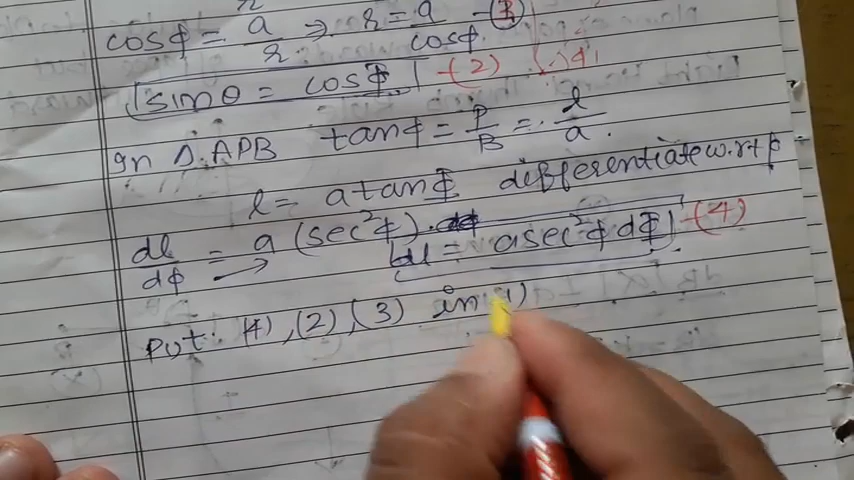 cosφ = a/r ⇒ r = a/cosφ -(3)
sinθ = cosφ. -(2)
In Δ.APB tanφ = P/B = l/a.
l = a tanφ differentiate w.r.t φ
dl/dφ = a (sec²φ). dl = a sec²φ dφ -(4)
Put: (4), (2), (3) in (1)